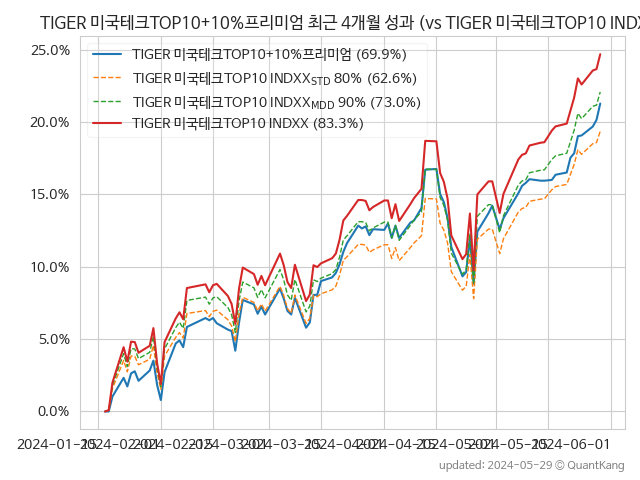 TIGER 미국테크TOP10+10%프리미엄 최근 4개월 성과 (vs TIGER 미국테크TOP10 INDX
25.0%
20.0%
15.0%
10.0%
5.0%
0.0%
TIGER 미국테크TOP10+10%프리미엄 (69.9%)
TIGER 미국테크TOP10 INDXXSTD 80% (62.6%)
TIGER 미국테크TOP10 INDXXMDD 90% (73.0%)
TIGER 미국테크TOP10 INDXX (83.3%)
2024-01-25 2024-02-01 2024-02-15 2024-03-01 2024-03-15 2024-04-01 2024-04-15 2024-05-01 2024-05-15 2024-06-01
updated: 2024-05-29 © QuantKang